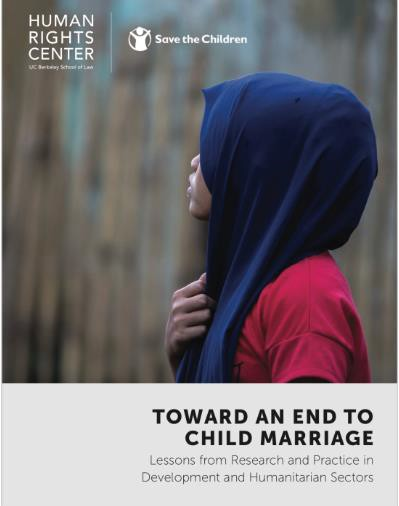 HUMAN
RIGHTS
CENTER
UC Berkeley School of Law
Save the Children
TOWARD AN END TO
CHILD MARRIAGE
Lessons from Research and Practice in
Development and Humanitarian Sectors